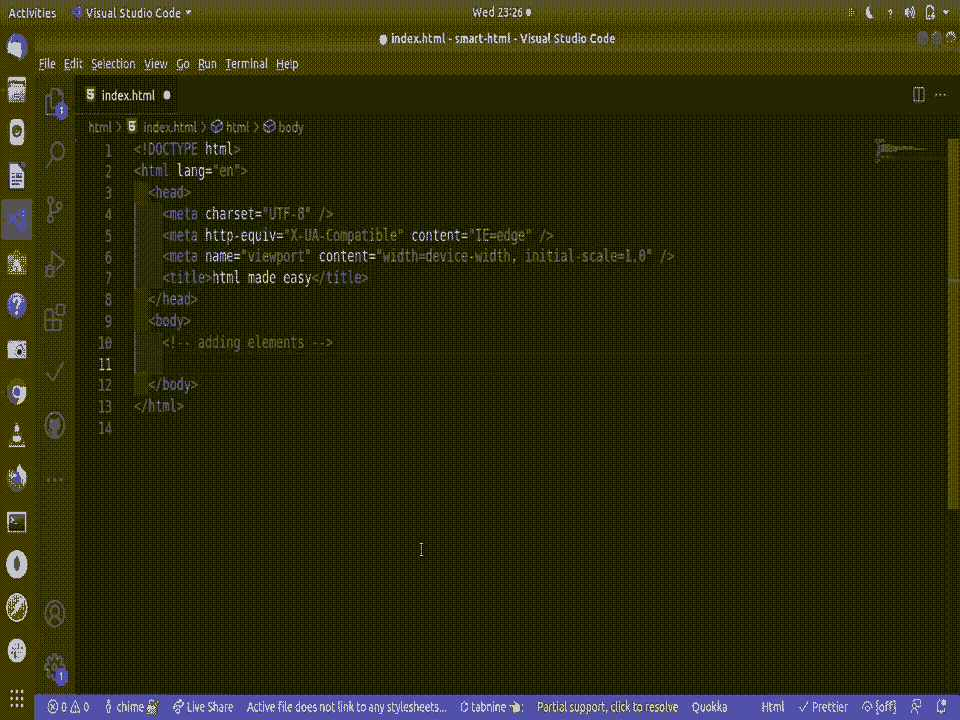 Activities Visual Studio Code Wed 23:26
index.html - smart-html - Visual Studio Code
File Edit Selection View Go Run Terminal Help
index.html
html > index.html > html > body
1 <!DOCTYPE html>
2 <html lang="en">
3 <head>
4 <meta charset="UTF-8" />
5 <meta http-equiv="X-UA-Compatible" content="IE=edge" />
6 <meta name="viewport" content="width=device-width, initial-scale=1.0" />
7 <title>html made easy</title>
8 </head>
9 <body>
10 <!-- adding elements -->
11
12 </body>
13 </html>
14
0 0 chime Live Share Active file does not link to any stylesheets... tabnine Partial support, click to resolve Quokka Html Prettier [off]